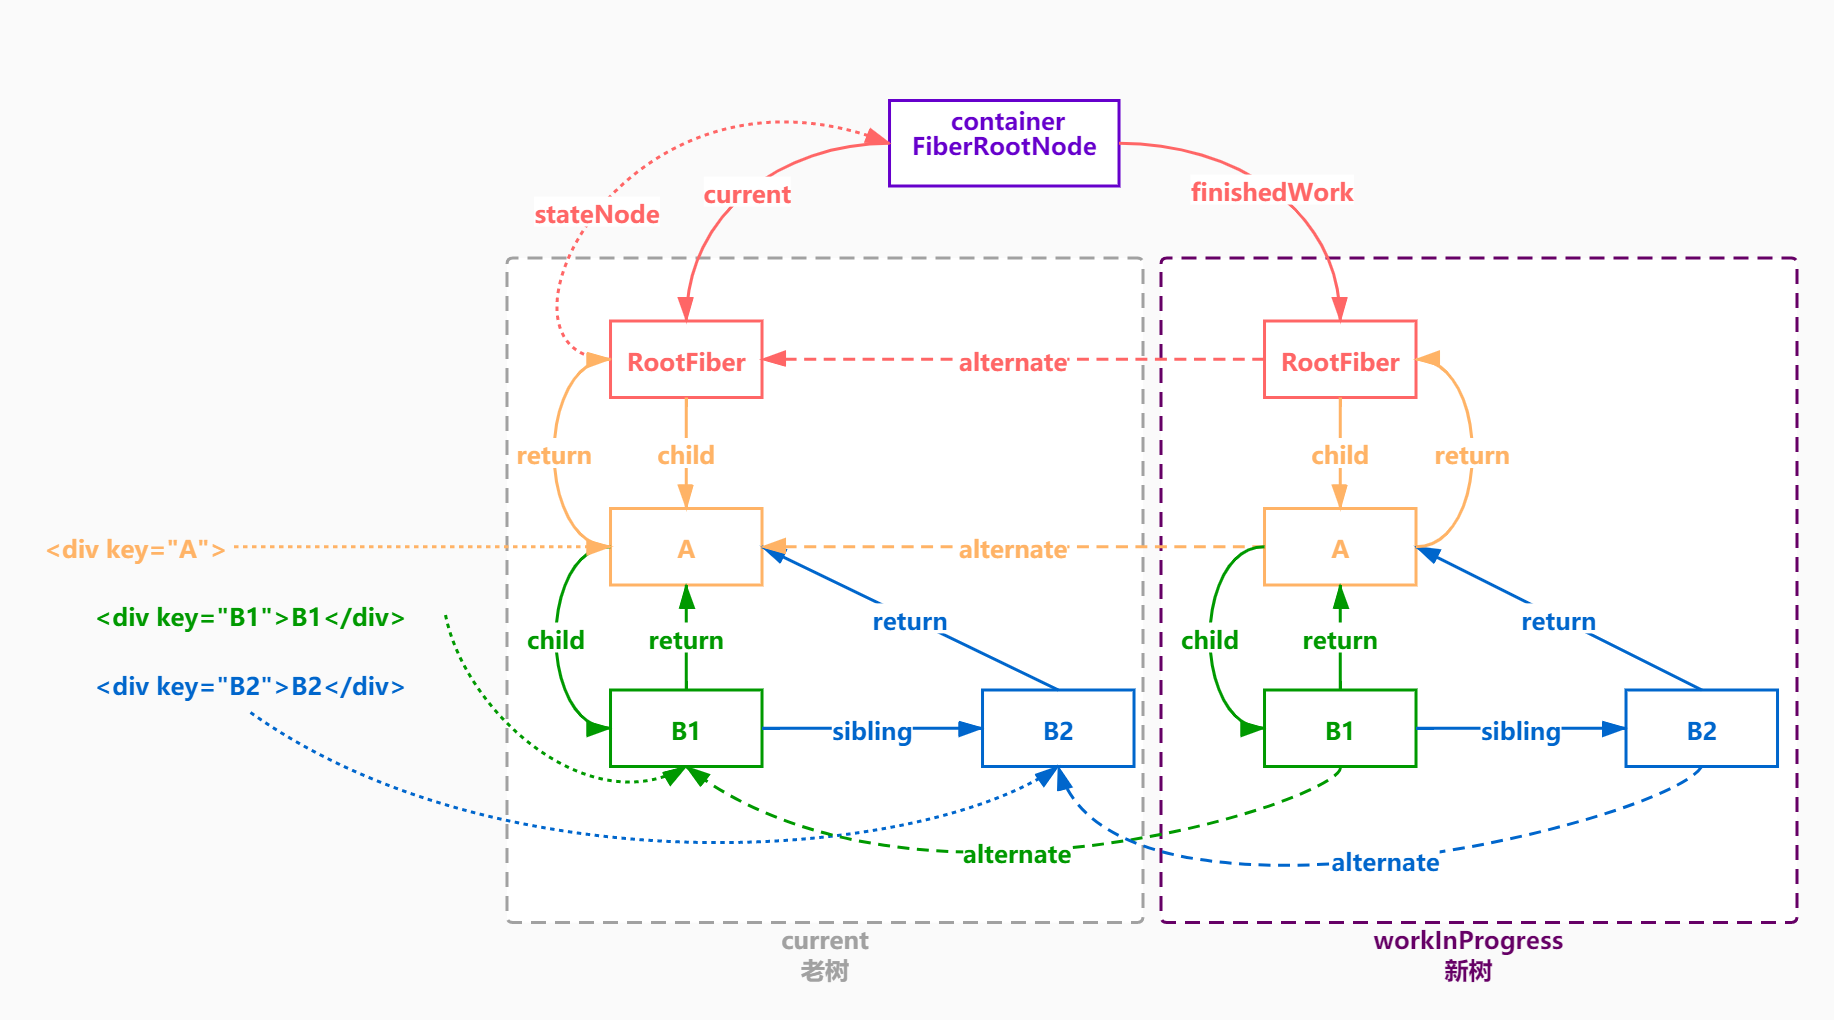 container
FiberRootNode
stateNode
current
finishedWork
RootFiber
alternate
RootFiber
return
child
child
return
<div key="A">
A
alternate
A
<div key="B1">B1</div>
child
return
return
child
return
return
<div key="B2">B2</div>
B1
sibling
B2
B1
sibling
B2
alternate
alternate
current
老树
workInProgress
新树